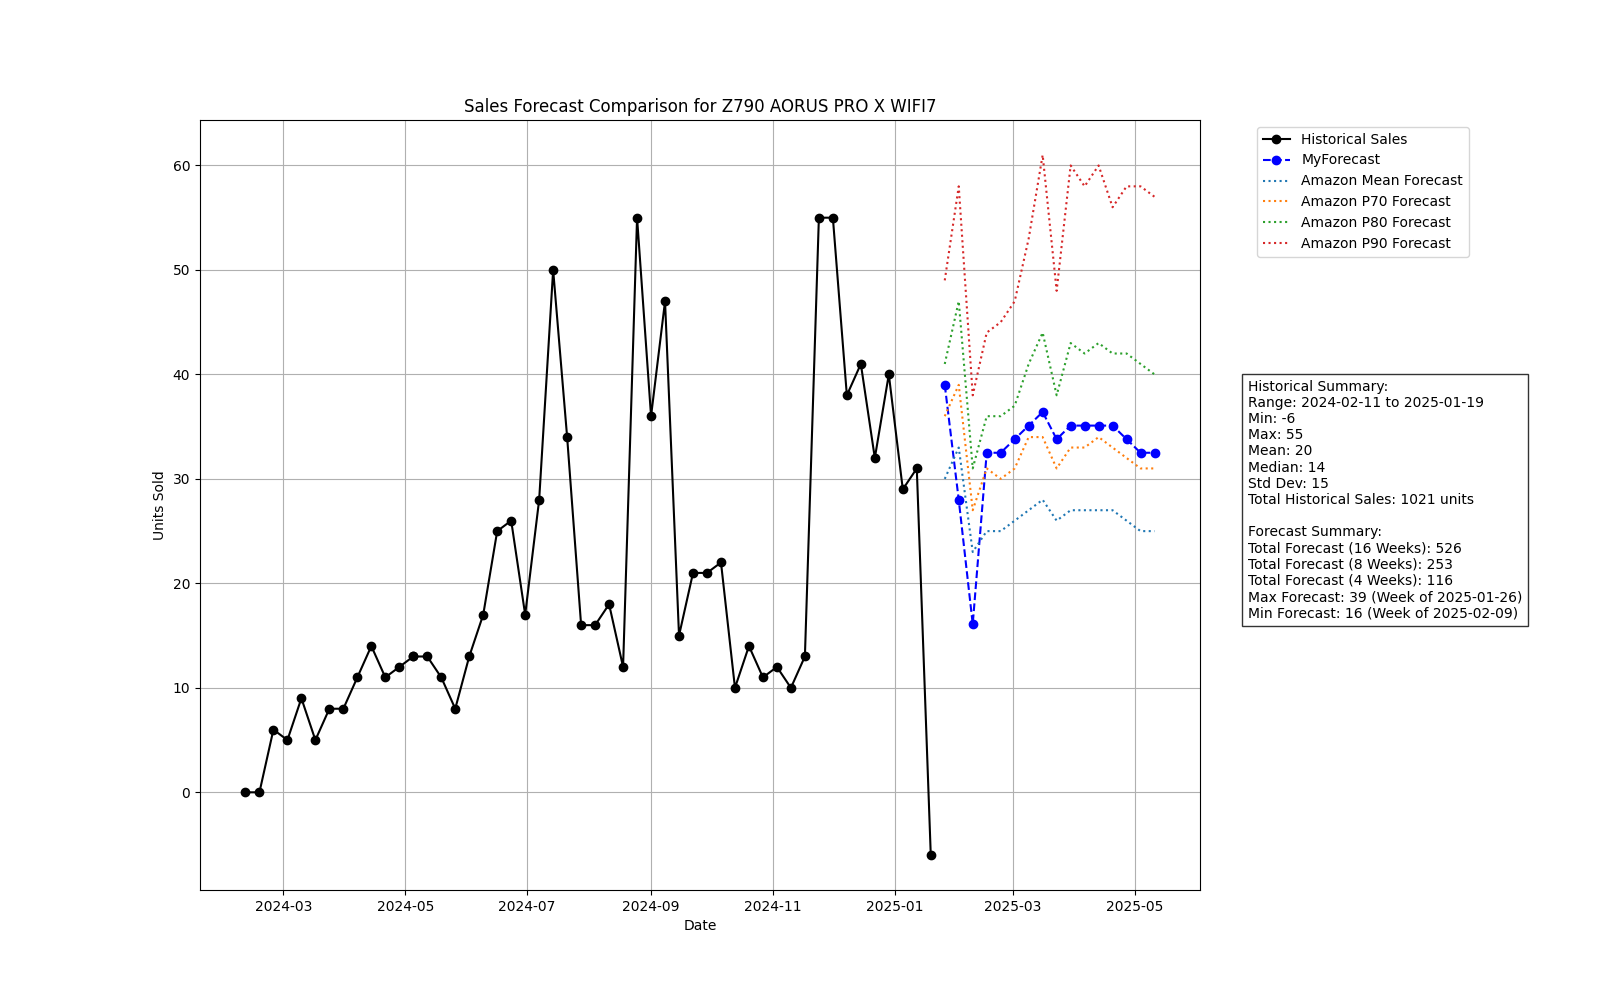 Sales Forecast Comparison for Z790 AORUS PRO X WIFI7
Units Sold
60
50
40
30
20
10
0
2024-03
2024-05
2024-07
2024-09
2024-11
2025-01
2025-03
2025-05
Date
Historical Sales
MyForecast
Amazon Mean Forecast
Amazon P70 Forecast
Amazon P80 Forecast
Amazon P90 Forecast
Historical Summary:
Range: 2024-02-11 to 2025-01-19
Min: -6
Max: 55
Mean: 20
Median: 14
Std Dev: 15
Total Historical Sales: 1021 units
Forecast Summary:
Total Forecast (16 Weeks): 526
Total Forecast (8 Weeks): 253
Total Forecast (4 Weeks): 116
Max Forecast: 39 (Week of 2025-01-26)
Min Forecast: 16 (Week of 2025-02-09)